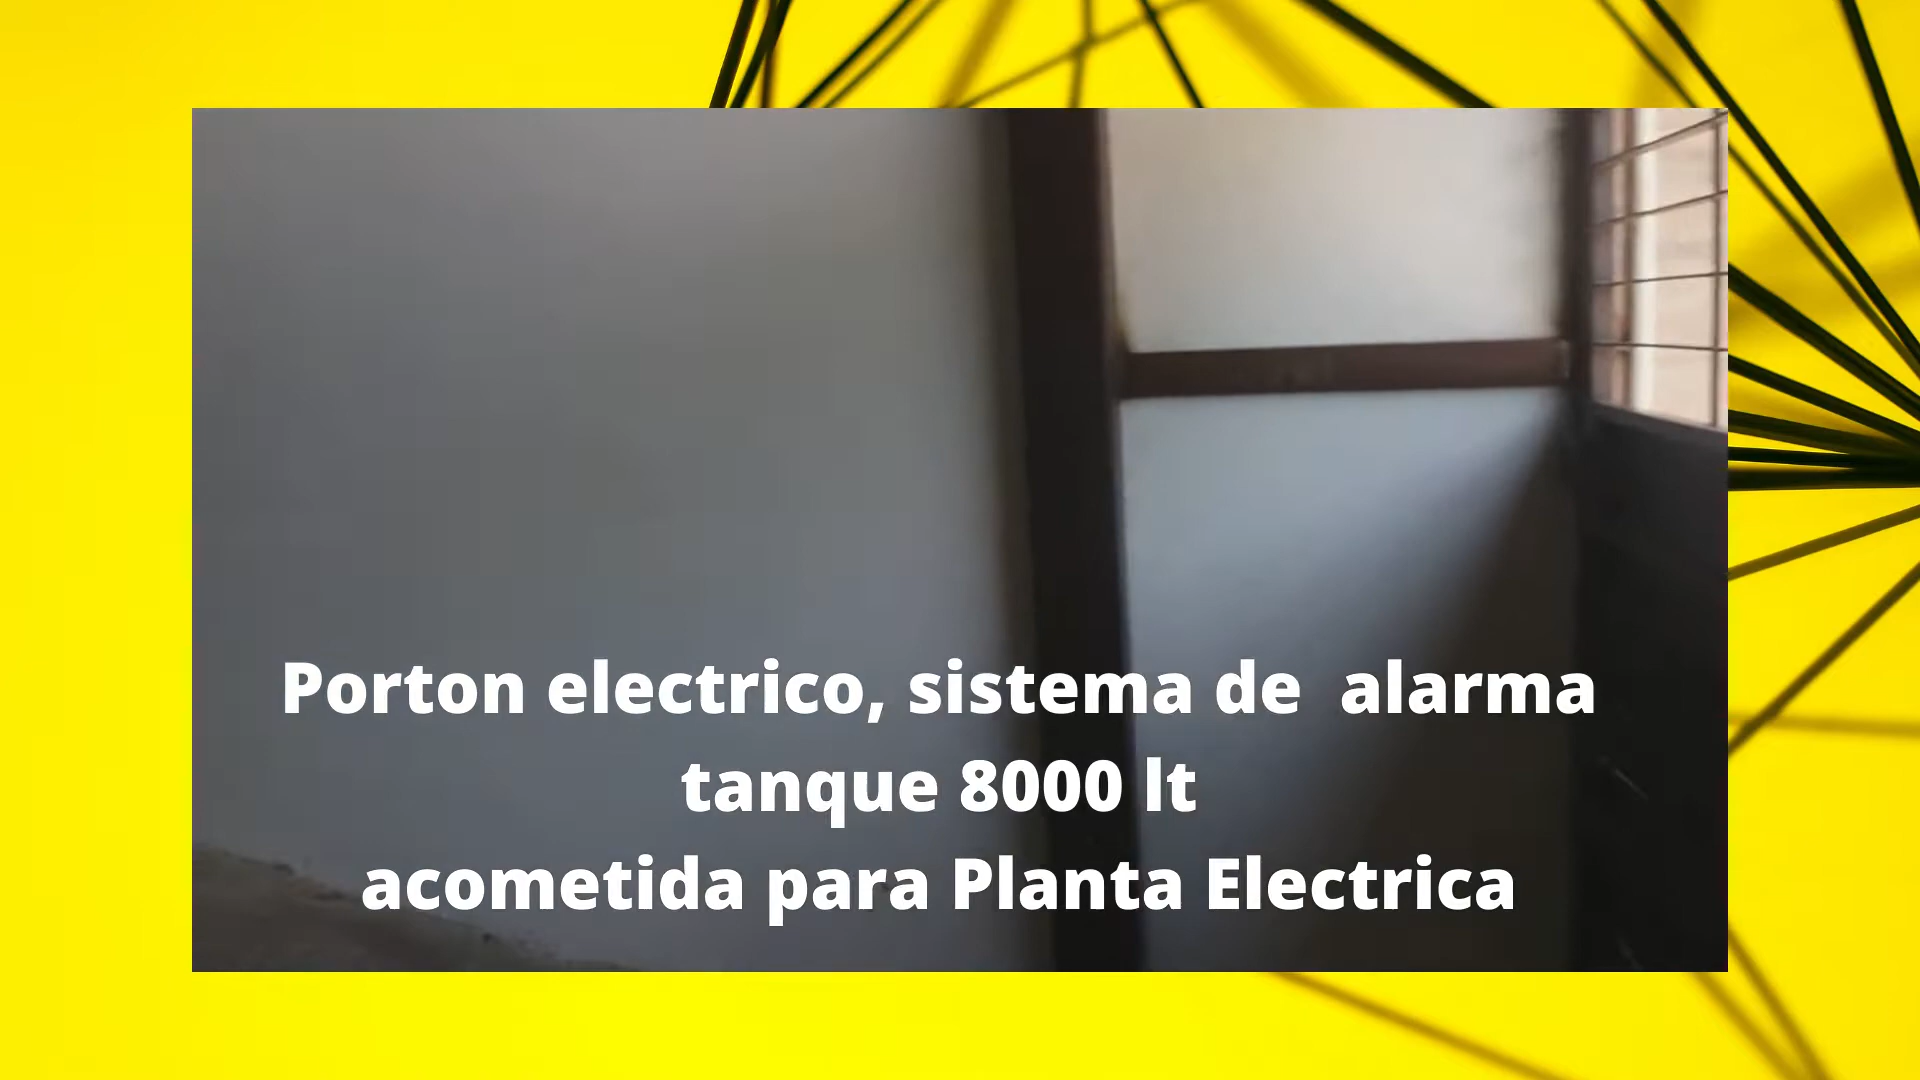 Porton electrico, sistema de  alarma
tanque 8000 lt
acometida para Planta Electrica